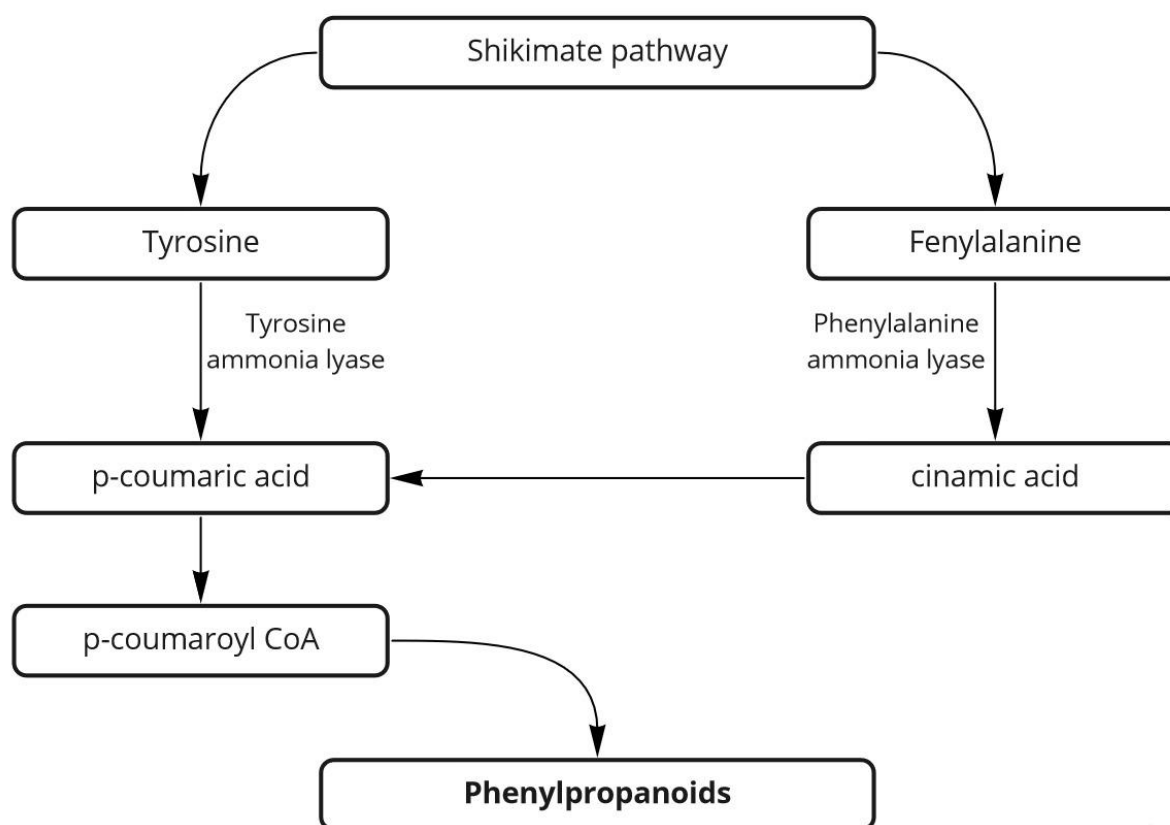 Shikimate pathway
Tyrosine
Fenylalanine
Tyrosine
ammonia lyase
Phenylalanine
ammonia lyase
p-coumaric acid
cinamic acid
p-coumaroyl CoA
Phenylpropanoids